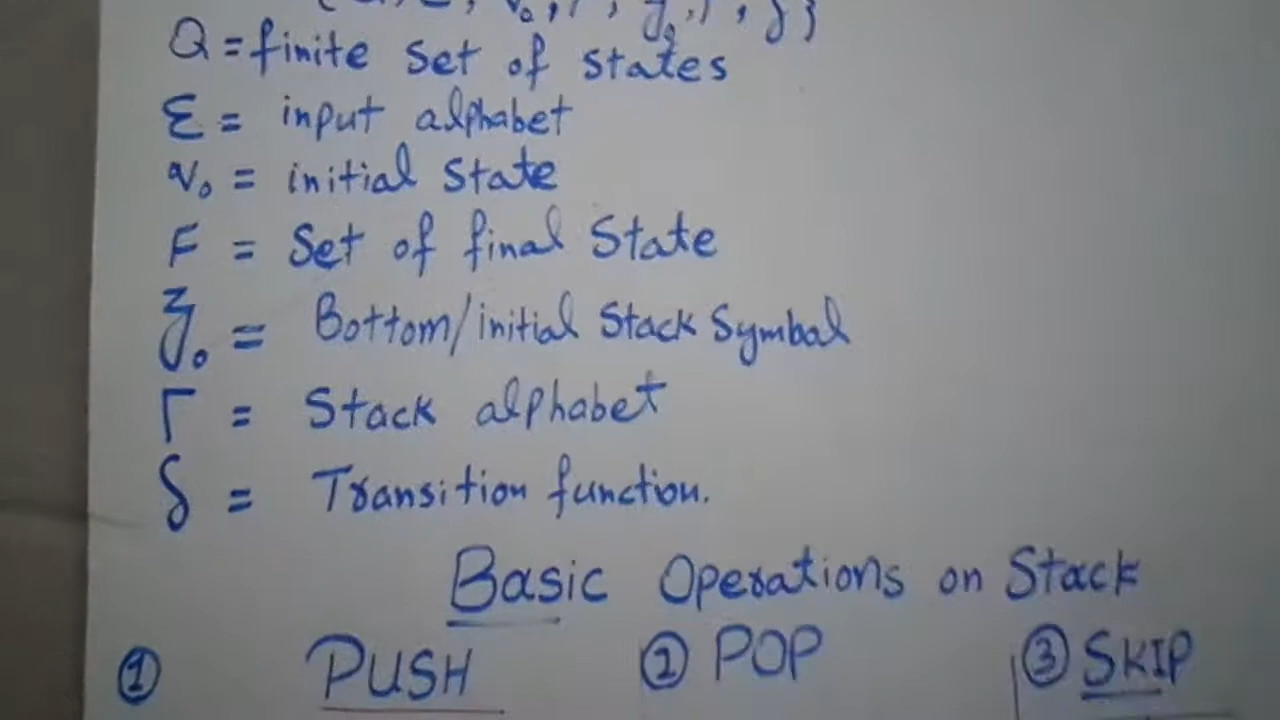 Q = finite set of states
Σ = input alphabet
q₀ = initial state
F = Set of final State
z₀ = Bottom/initial Stack Symbol
Γ = Stack alphabet
δ = Transition function.
Basic Operations on Stack
① PUSH ② POP ③ SKIP